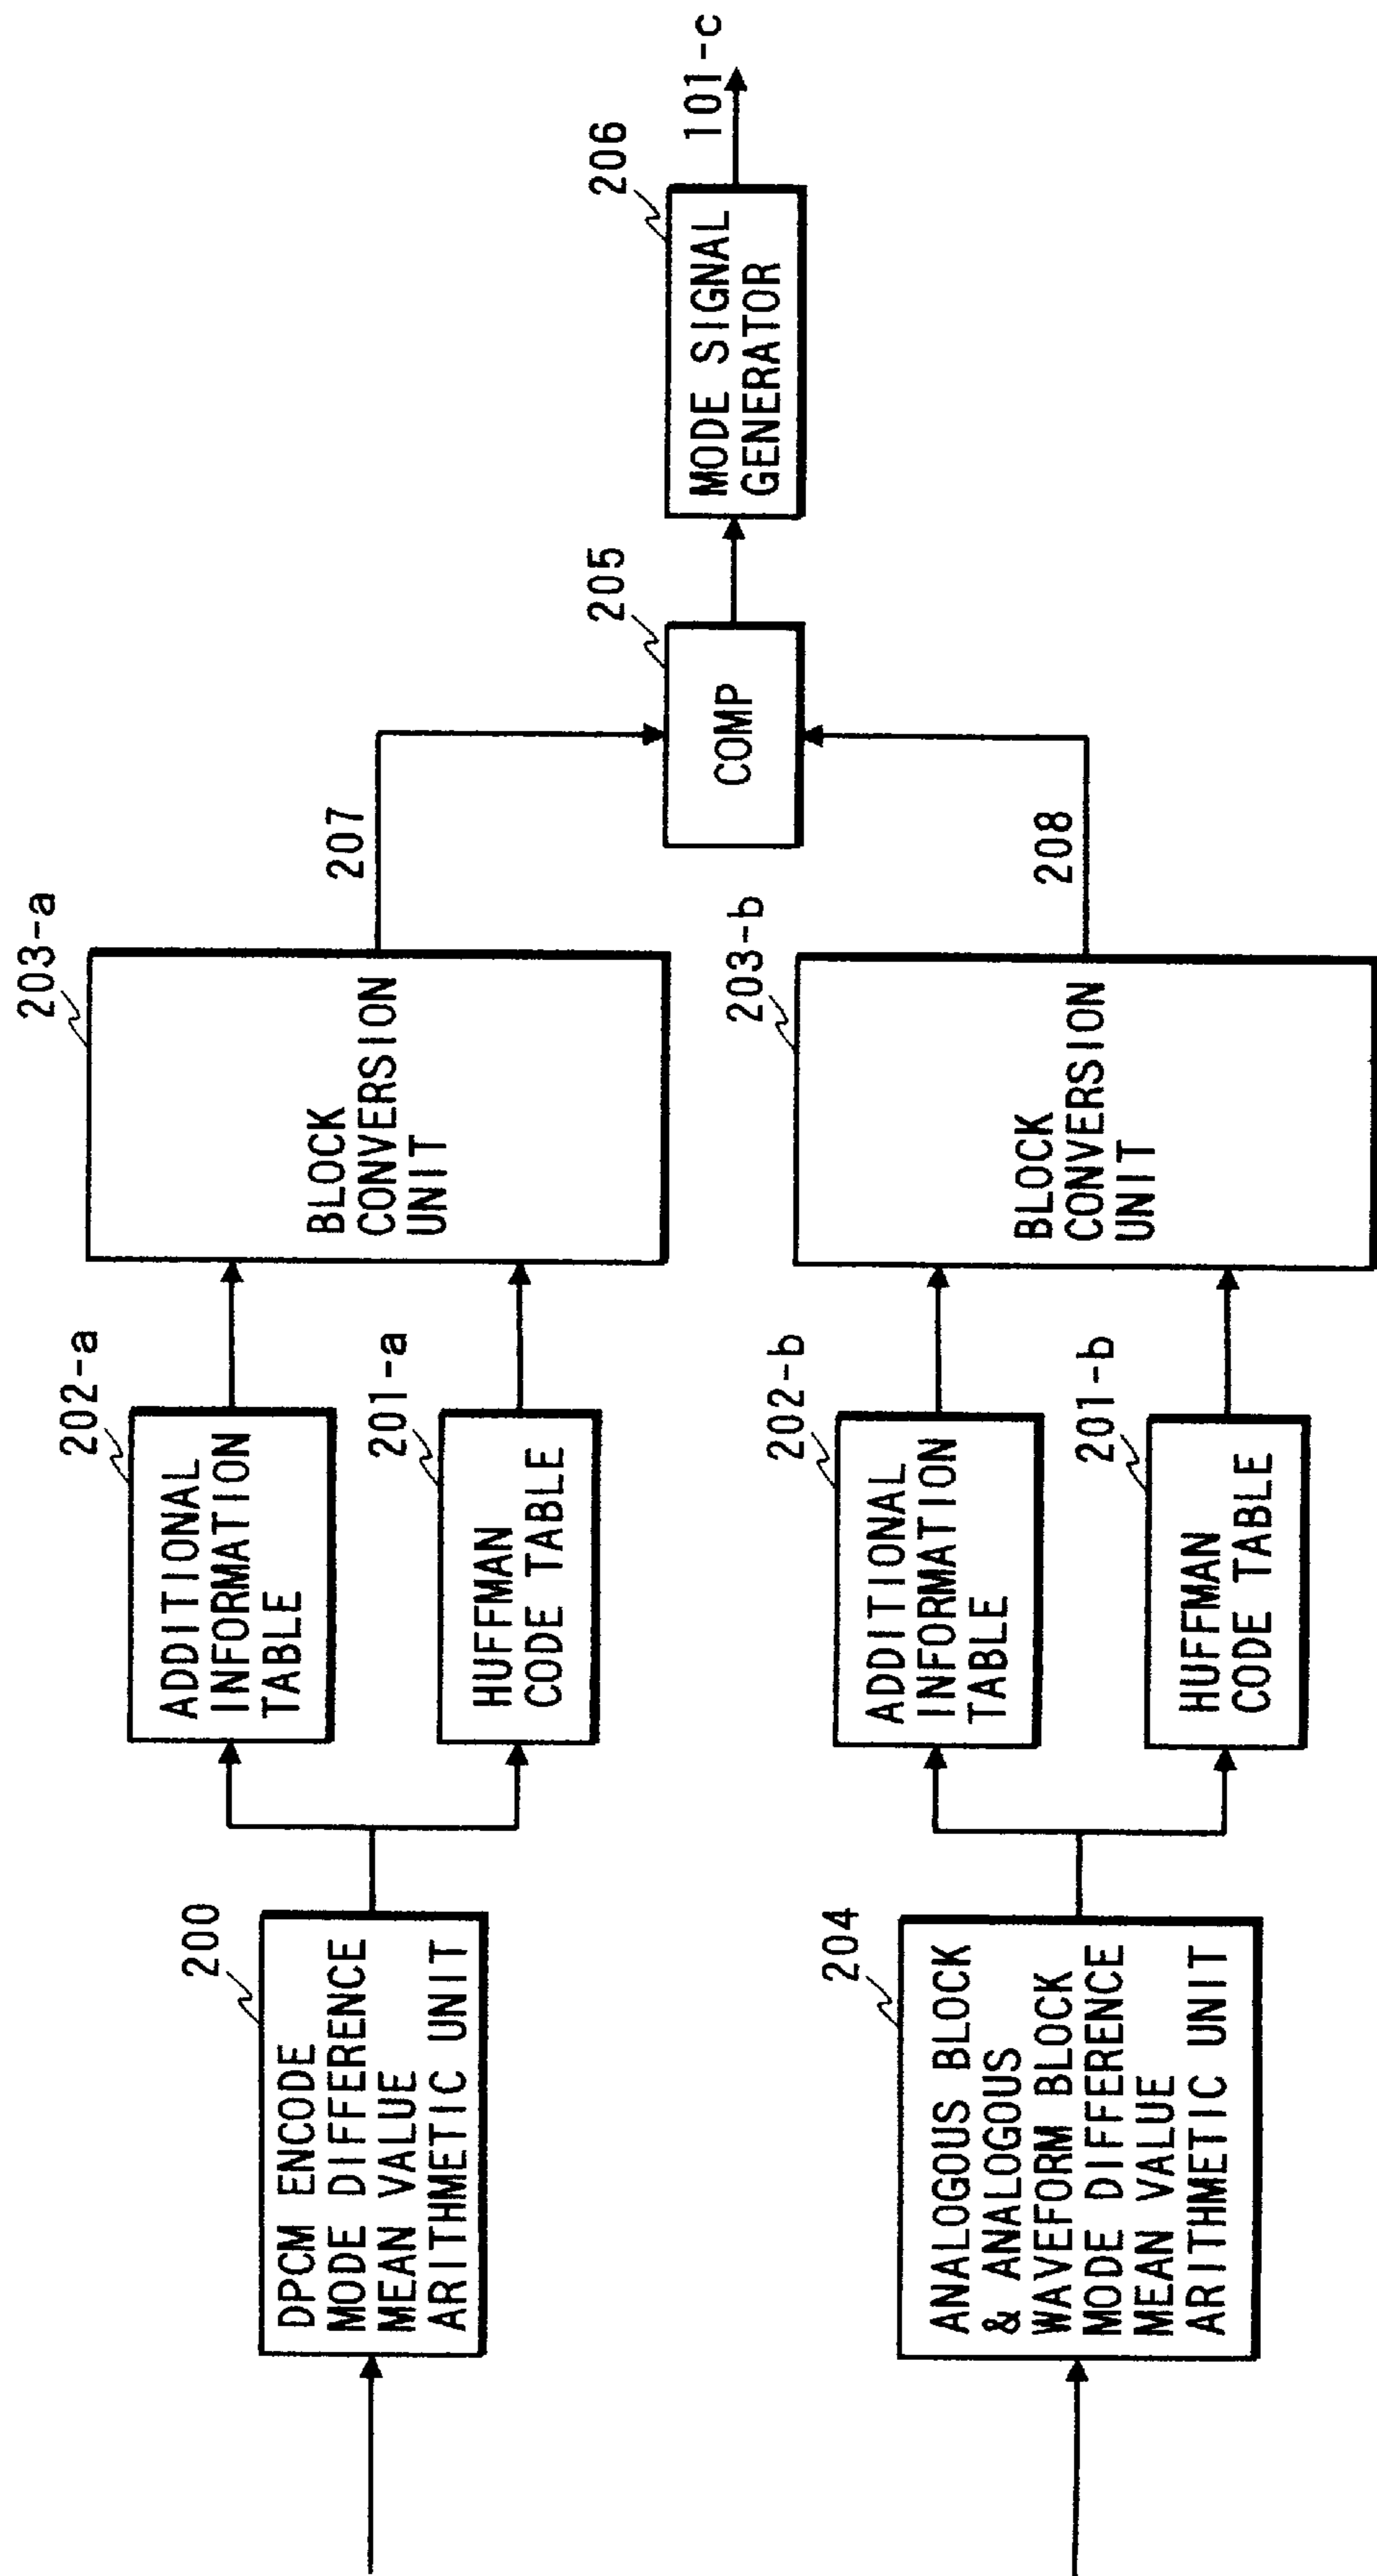 200
DPCM ENCODE
MODE DIFFERENCE
MEAN VALUE
ARITHMETIC UNIT
202-a
ADDITIONAL
INFORMATION
TABLE
201-a
HUFFMAN
CODE TABLE
203-a
BLOCK
CONVERSION
UNIT
207
204
ANALOGOUS BLOCK
& ANALOGOUS
WAVEFORM BLOCK
MODE DIFFERENCE
MEAN VALUE
ARITHMETIC UNIT
202-b
ADDITIONAL
INFORMATION
TABLE
201-b
HUFFMAN
CODE TABLE
203-b
BLOCK
CONVERSION
UNIT
208
205
COMP
206
MODE SIGNAL
GENERATOR
101-c